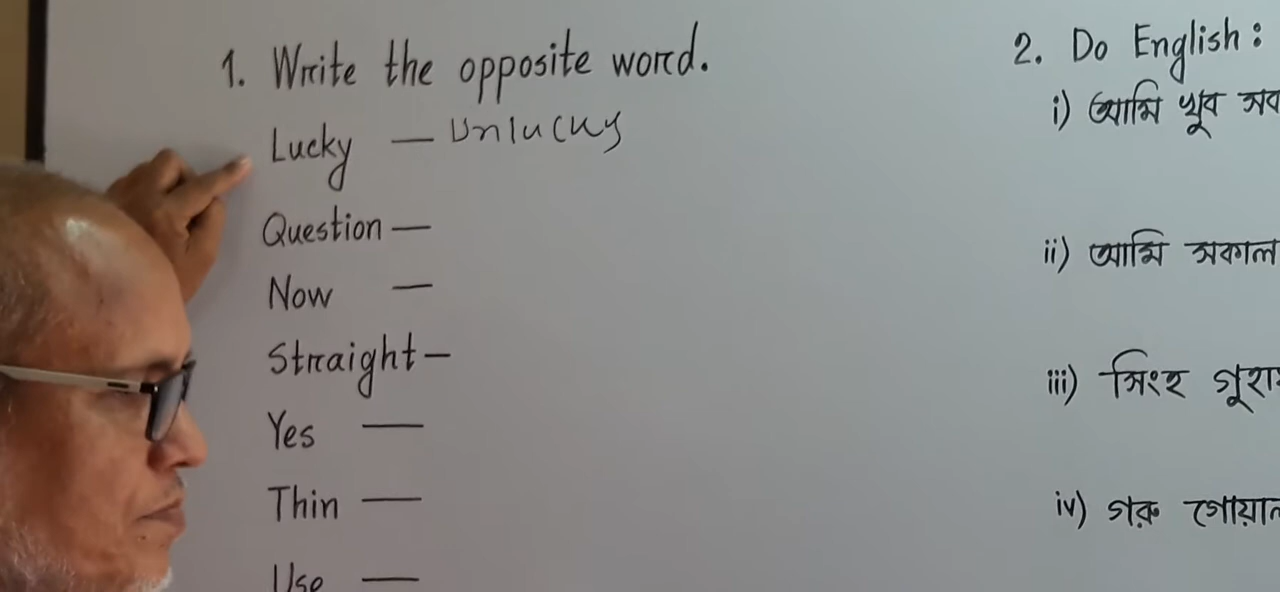 1. Write the opposite word.
Lucky — Unlucky
Question —
Now —
Straight —
Yes —
Thin —
Use —
2. Do English:
i) আমি খুব
ii) আমি সকাল
iii) সিংহ
iv) গরু